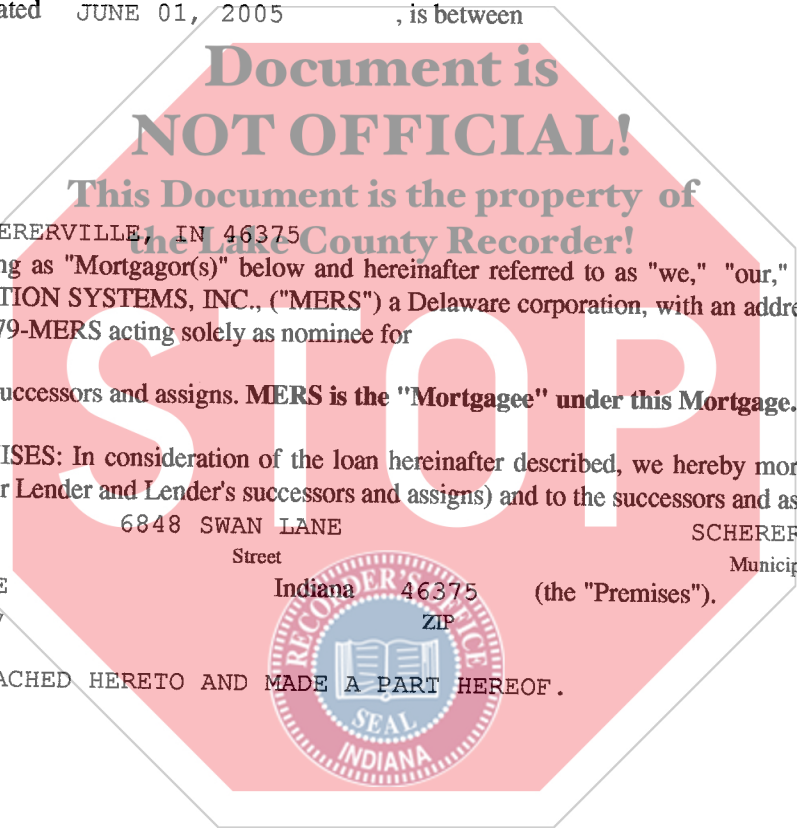 ated JUNE 01, 2005 , is between
Document is
NOT OFFICIAL!
This Document is the property of
the Lake County Recorder!
ERERVILLE, IN 46375
ng as "Mortgagor(s)" below and hereinafter referred to as "we," "our,"
TION SYSTEMS, INC., ("MERS") a Delaware corporation, with an addre
79-MERS acting solely as nominee for
uccessors and assigns. MERS is the "Mortgagee" under this Mortgage.
ISES: In consideration of the loan hereinafter described, we hereby mor
r Lender and Lender's successors and assigns) and to the successors and as
6848 SWAN LANE SCHERER
Street Municip
E Indiana 46375 (the "Premises").
ZIP
ACHED HERETO AND MADE A PART HEREOF.
STOP
RECORDER'S OFFICE
SEAL
INDIANA